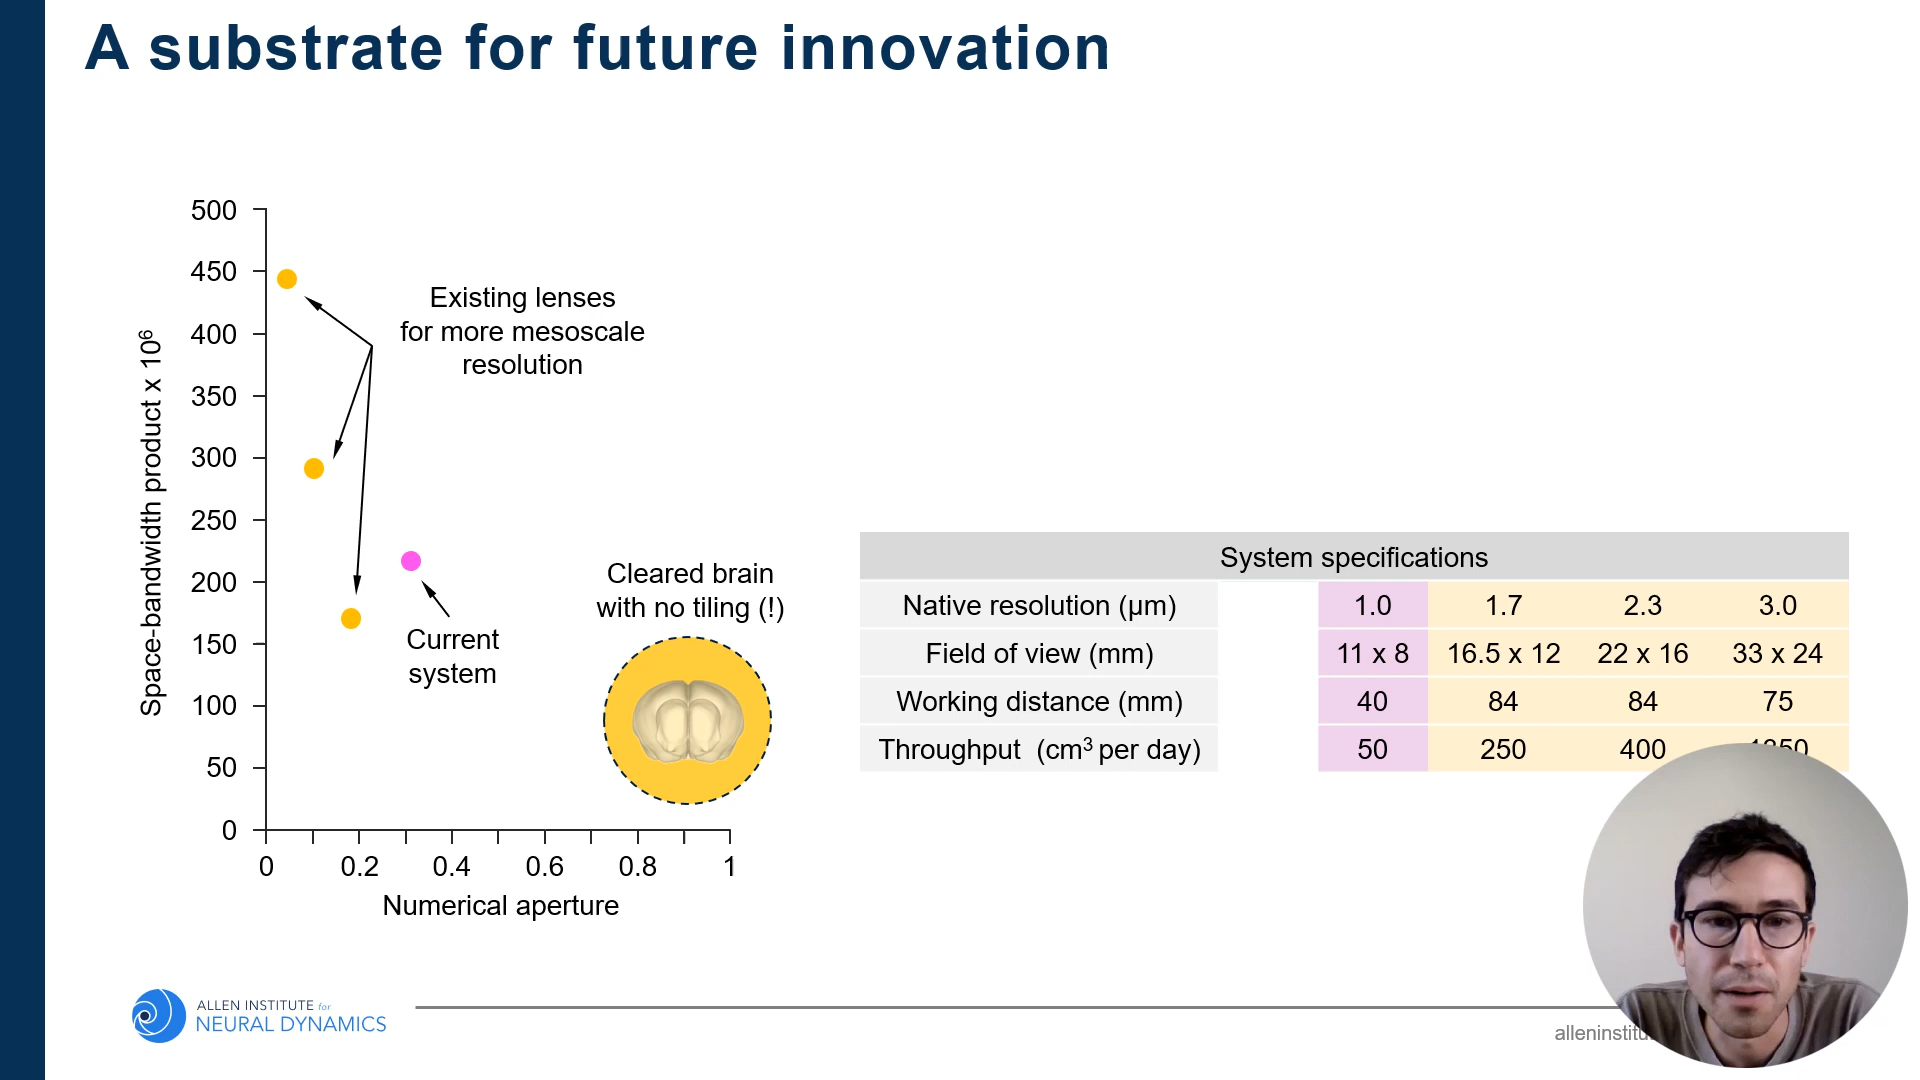 A substrate for future innovation
500
450
400
350
300
250
200
150
100
50
0
Space-bandwidth product x 10⁶
0 0.2 0.4 0.6 0.8 1
Numerical aperture
Existing lenses
for more mesoscale
resolution
Current
system
Cleared brain
with no tiling (!)
System specifications
Native resolution (µm) 1.0 1.7 2.3 3.0
Field of view (mm) 11 x 8 16.5 x 12 22 x 16 33 x 24
Working distance (mm) 40 84 84 75
Throughput (cm³ per day) 50 250 400
ALLEN INSTITUTE for
NEURAL DYNAMICS